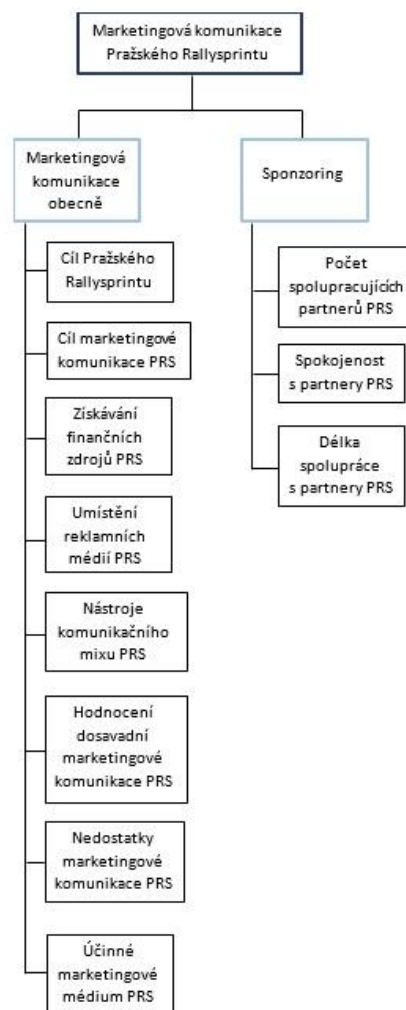 Marketingová komunikace
Pražského Rallysprintu
Marketingová
komunikace
obecně
Cíl Pražského
Rallysprintu
Cíl marketingové
komunikace PRS
Získávání
finančních
zdrojů PRS
Umístění
reklamních
médií PRS
Nástroje
komunikačního
mixu PRS
Hodnocení
dosavadní
marketingové
komunikace PRS
Nedostatky
marketingové
komunikace PRS
Účinné
marketingové
médium PRS
Sponzoring
Počet
spolupracujících
partnerů PRS
Spokojenost
s partnery PRS
Délka
spolupráce
s partnery PRS